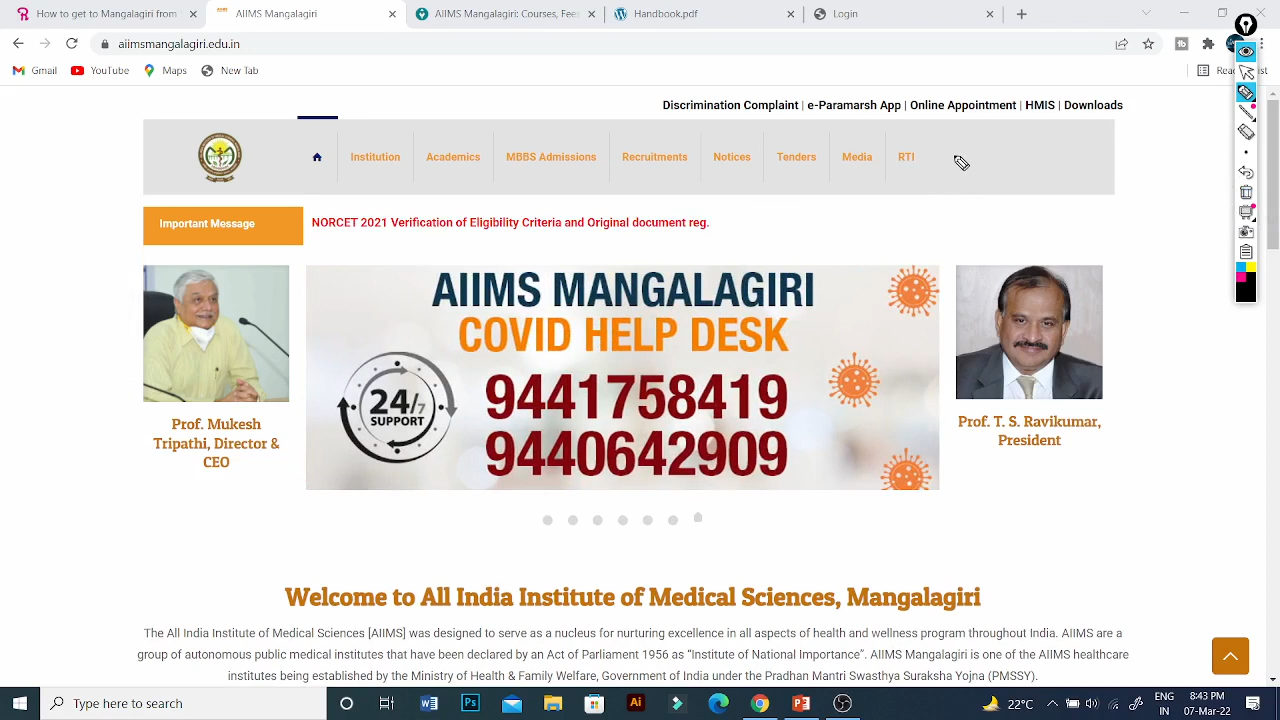 How to get
AIIMS Mangalagiri
AIIMS Mangalagiri Courses, Fees
Handbook.pdf
Login
aiimsmangalagiri.edu.in
Gmail
YouTube
Maps
New Tab
Discrimination Complaint | e-Paramarsh App | Online Appointment | HMIS | Downloads
Institution
Academics
MBBS Admissions
Recruitments
Notices
Tenders
Media
RTI
Important Message
NORCET 2021 Verification of Eligibility Criteria and Original document reg.
AIIMS MANGALAGIRI
COVID HELP DESK
24/7
SUPPORT
9441758419
9440642909
Prof. Mukesh
Tripathi, Director &
CEO
Prof. T. S. Ravikumar,
President
Welcome to All India Institute of Medical Sciences, Mangalagiri
The All India Institute of Medical Sciences [AIIMS] was designed to serve as a nucleus for nurturing excellence in all aspects of health and wellness program throughout India. AIIMS are a
group of autonomous public medical institutes that have been declared by an Act of Parliament 1956 as “Institute of National Importance”. AIIMS Mangalagiri is one of the AIIMS healthcare
institutes being established by the Ministry of Health & Family Welfare, Government of India under the Pradhan Mantri Swasthya Suraksha Yojna (PMSSY).
Type here to search
22°C
ENG
IN
8:43 PM
07-Mar-22